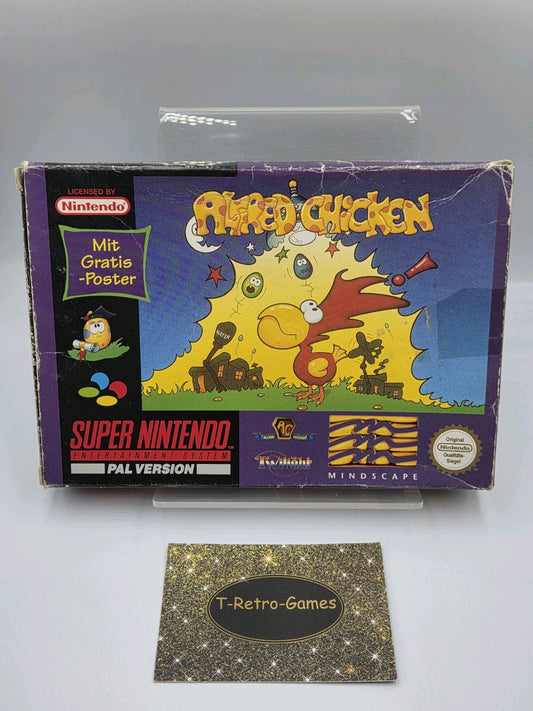 LICENSED BY
Nintendo
Mit
Gratis
-Poster
ALFRED CHICKEN
!
SUPER NINTENDO
ENTERTAINMENT SYSTEM
PAL VERSION
AC
Twilight
MINDSCAPE
Original
Nintendo
Qualitäts-
Siegel
T-Retro-Games